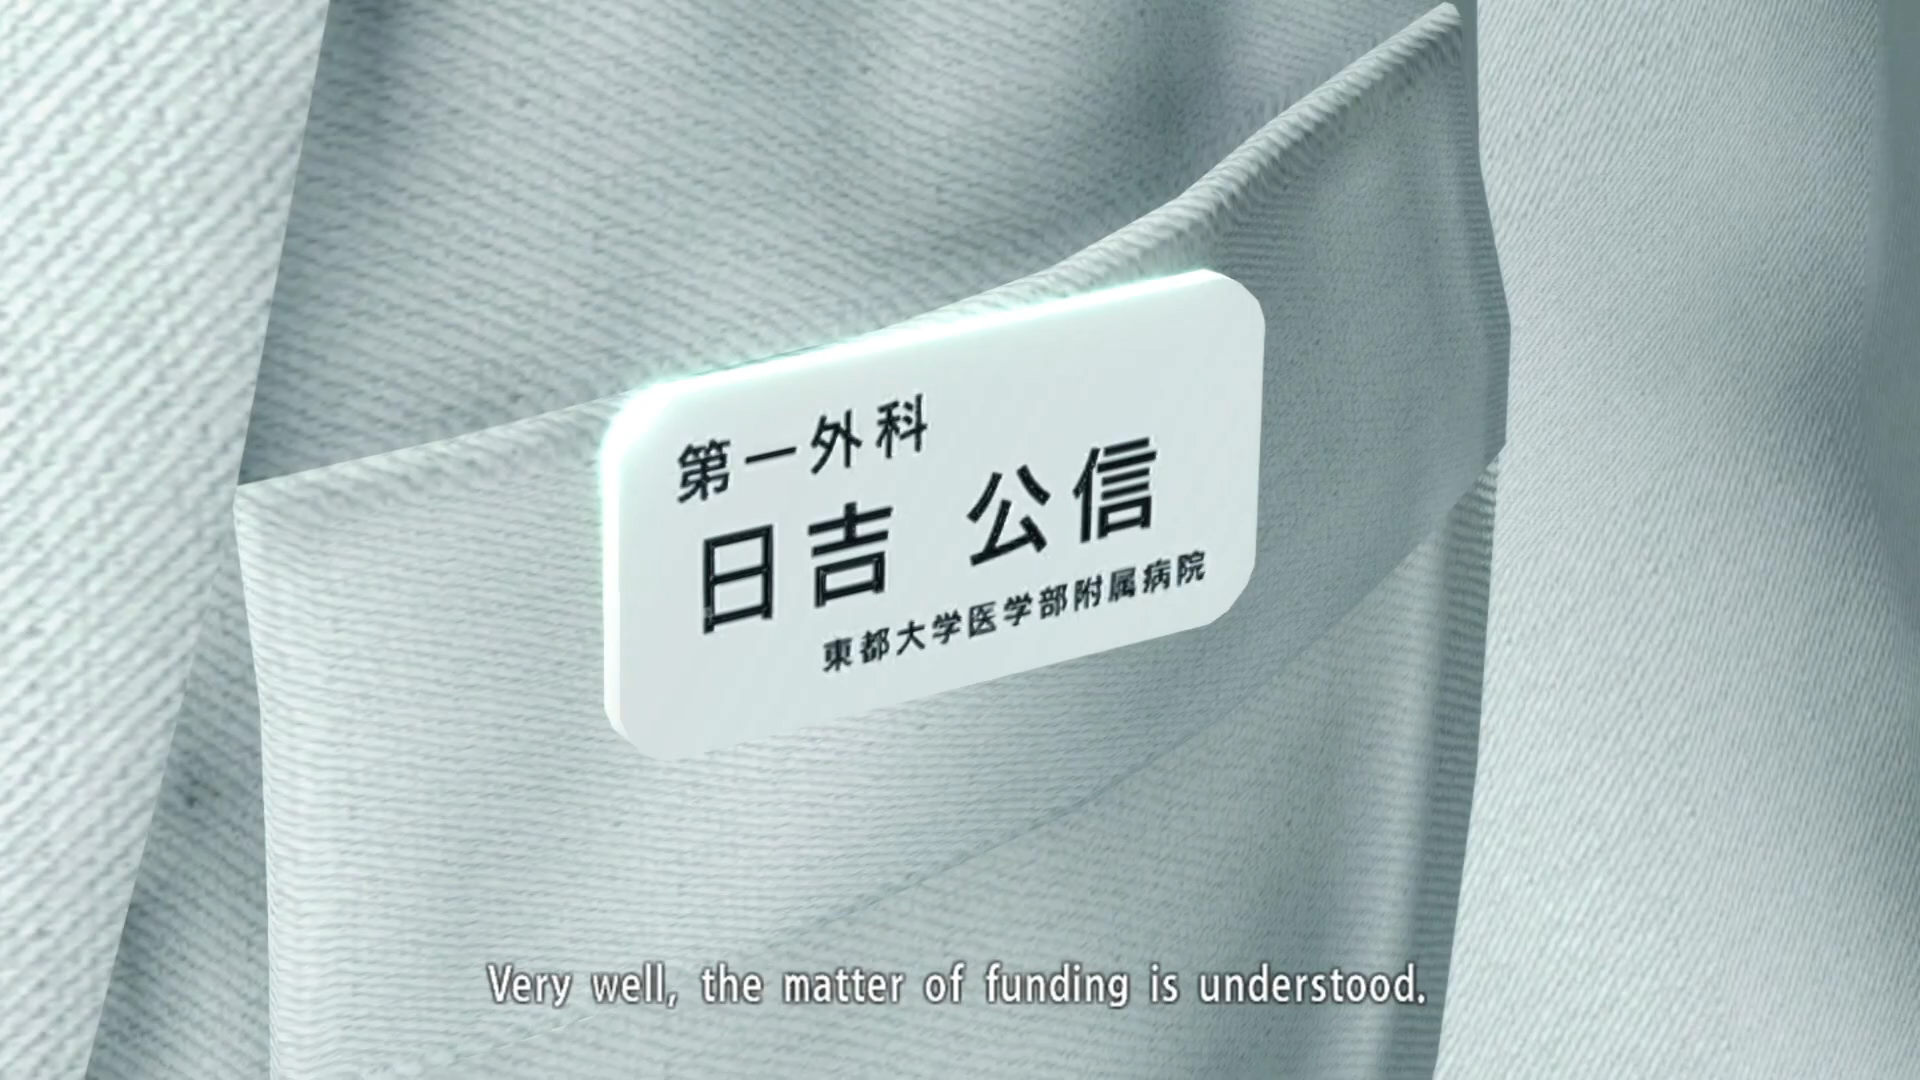 第一外科
日吉 公信
東都大学医学部附属病院
Very well, the matter of funding is understood.